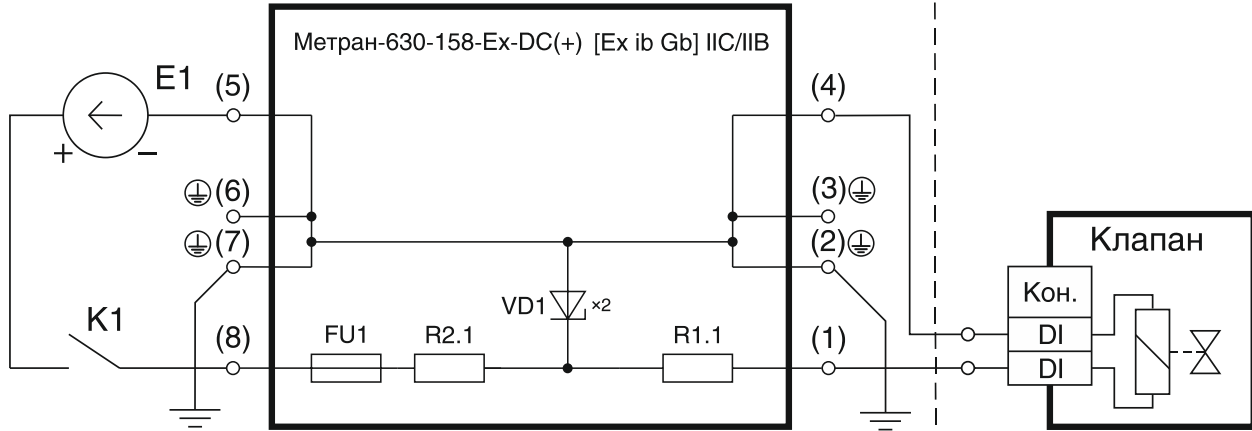 Метран-630-158-Ex-DC(+) [Ex ib Gb] IIC/IIB
E1
+
−
(5)
(6)
(7)
K1
(8)
FU1
R2.1
VD1
×2
R1.1
(4)
(3)
(2)
(1)
Клапан
Кон.
DI
DI